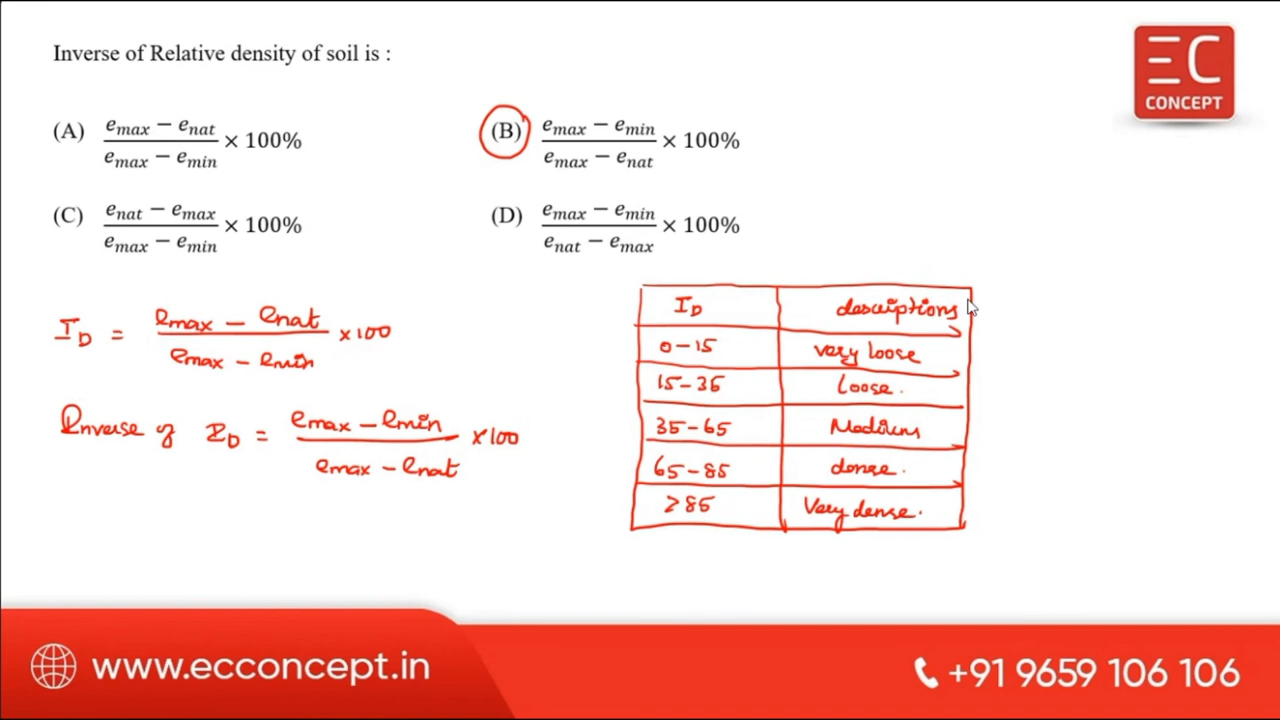 Inverse of Relative density of soil is :
EC
CONCEPT
(A) (e_max − e_nat)/(e_max − e_min) × 100%
(B) (e_max − e_min)/(e_max − e_nat) × 100%
(C) (e_nat − e_max)/(e_max − e_min) × 100%
(D) (e_max − e_min)/(e_nat − e_max) × 100%
I_D = (e_max − e_nat)/(e_max − e_min) × 100
Inverse of I_D = (e_max − e_min)/(e_max − e_nat) × 100
I_D descriptions
0-15 very loose
15-35 Loose.
35-65 Medium
65-85 dense.
>85 Very dense.
www.ecconcept.in
+91 9659 106 106